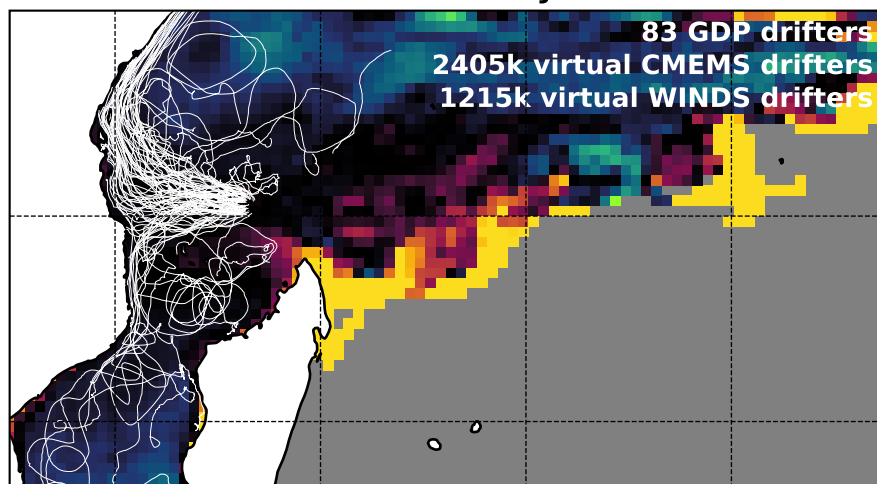 83 GDP drifters
2405k virtual CMEMS drifters
1215k virtual WINDS drifters